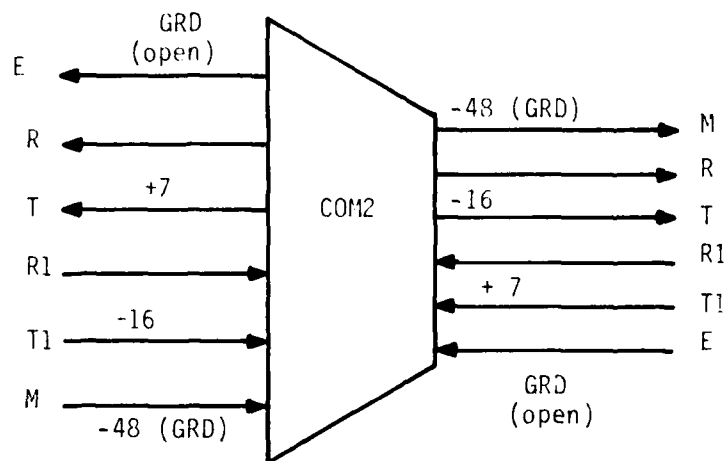 GRD
(open)
E
R
+7
T
R1
-16
T1
M
-48 (GRD)
COM2
-48 (GRD)
M
R
-16
T
R1
+ 7
T1
E
GRD
(open)